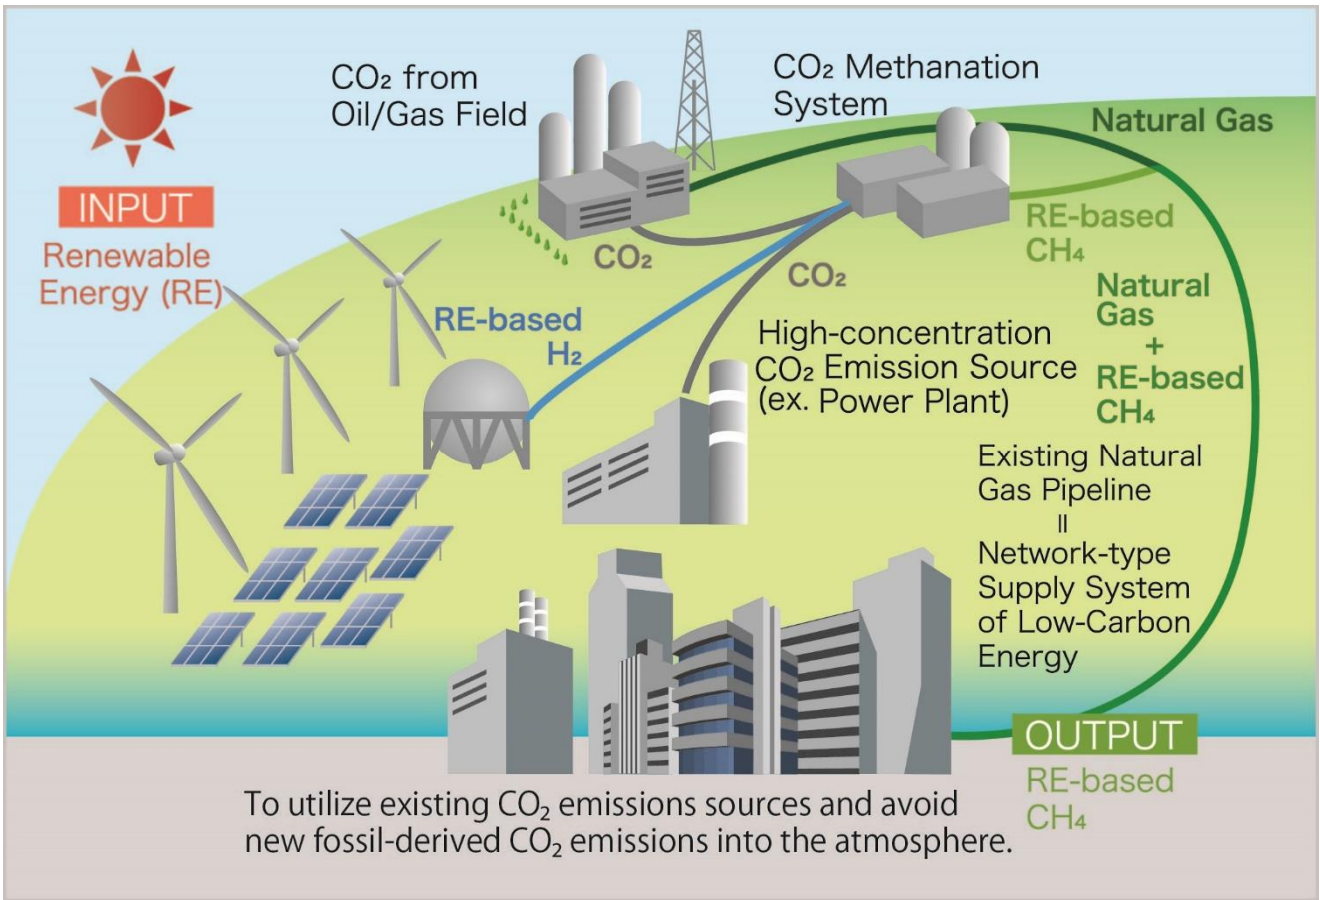 CO₂ from
Oil/Gas Field
CO₂ Methanation
System
Natural Gas
INPUT
Renewable
Energy (RE)
RE-based
CH₄
CO₂
CO₂
RE-based
H₂
Natural
Gas
+
RE-based
CH₄
High-concentration
CO₂ Emission Source
(ex. Power Plant)
Existing Natural
Gas Pipeline
=
Network-type
Supply System
of Low-Carbon
Energy
OUTPUT
RE-based
CH₄
To utilize existing CO₂ emissions sources and avoid
new fossil-derived CO₂ emissions into the atmosphere.